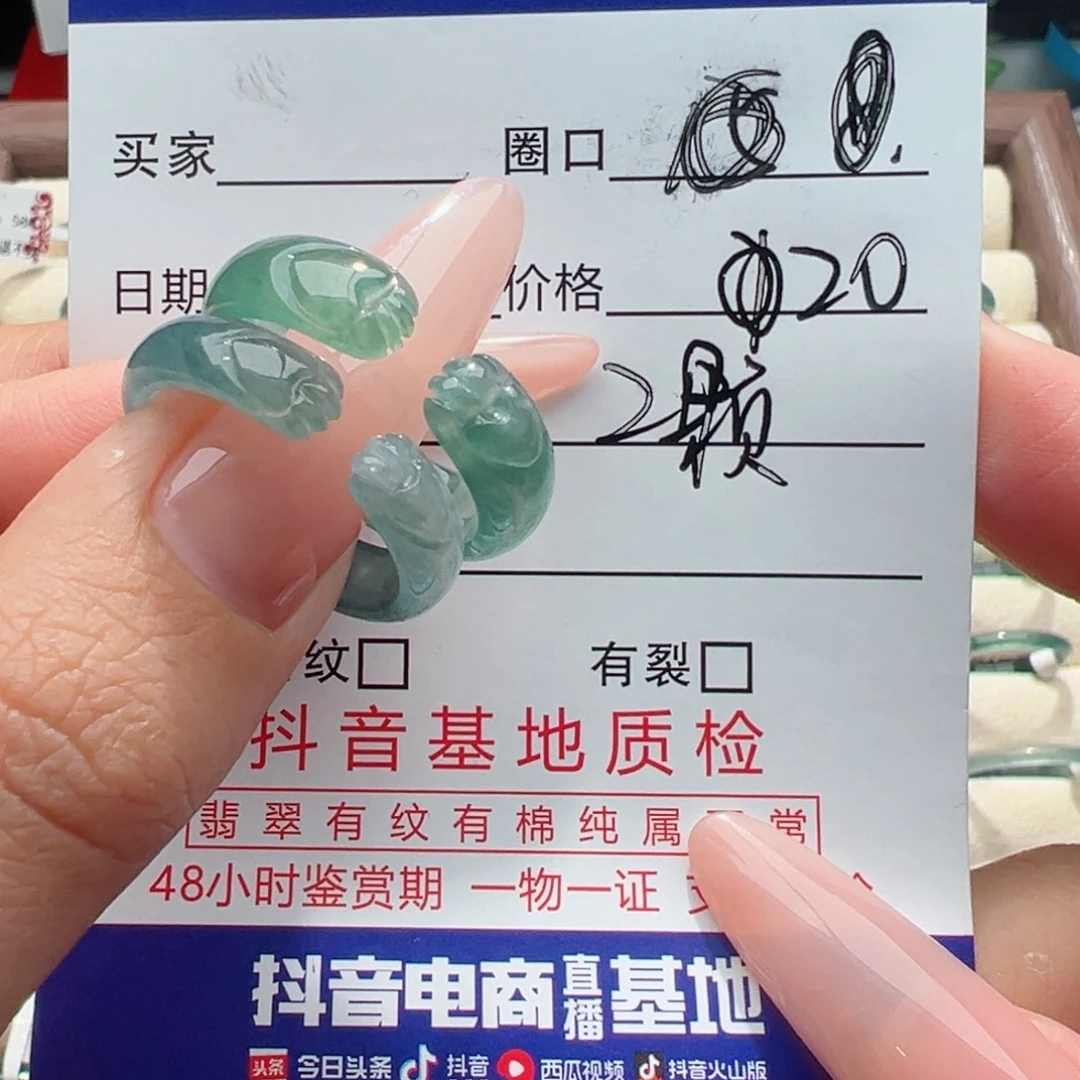 买家 圈口
日期 价格 20
2颗
纹 有裂
抖音基地质检
翡翠有纹有棉纯属 常
48小时鉴赏期 一物一证
抖音电商直播基地
头条 今日头条 抖音 西瓜视频 抖音火山版